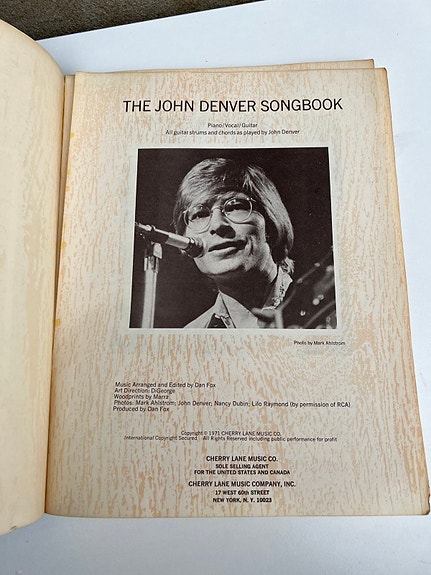 THE JOHN DENVER SONGBOOK
Piano/Vocal/Guitar
All guitar strums and chords as played by John Denver
Photo by Mark Ahlstrom
Music Arranged and Edited by Dan Fox
Art Direction: DiGeorge
Woodprints by Marra
Photos: Mark Ahlstrom; John Denver; Nancy Dubin; Lilo Raymond (by permission of RCA)
Produced by Dan Fox
Copyright © 1971 CHERRY LANE MUSIC CO.
International Copyright Secured All Rights Reserved including public performance for profit
CHERRY LANE MUSIC CO.
SOLE SELLING AGENT
FOR THE UNITED STATES AND CANADA
CHERRY LANE MUSIC COMPANY, INC.
17 WEST 60th STREET
NEW YORK, N. Y. 10023